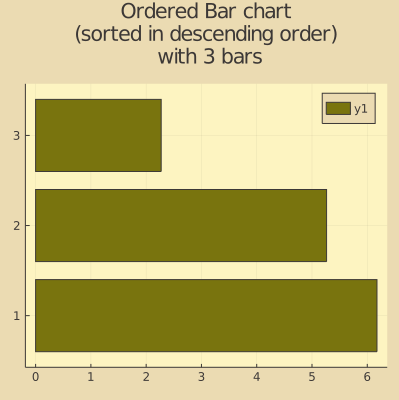 Ordered Bar chart
(sorted in descending order)
with 3 bars
y1
3
2
1
0 1 2 3 4 5 6